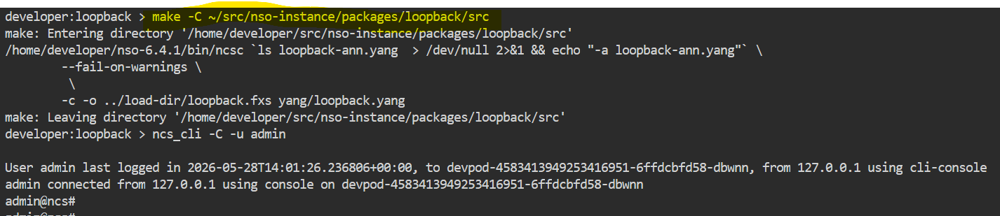 developer:loopback > make -C ~/src/nso-instance/packages/loopback/src
make: Entering directory '/home/developer/src/nso-instance/packages/loopback/src'
/home/developer/nso-6.4.1/bin/ncsc `ls loopback-ann.yang  > /dev/null 2>&1 && echo "-a loopback-ann.yang"` \
        --fail-on-warnings \
         \
        -c -o ../load-dir/loopback.fxs yang/loopback.yang
make: Leaving directory '/home/developer/src/nso-instance/packages/loopback/src'
developer:loopback > ncs_cli -C -u admin
User admin last logged in 2026-05-28T14:01:26.236806+00:00, to devpod-4583413949253416951-6ffdcbfd58-dbwnn, from 127.0.0.1 using cli-console
admin connected from 127.0.0.1 using console on devpod-4583413949253416951-6ffdcbfd58-dbwnn
admin@ncs#